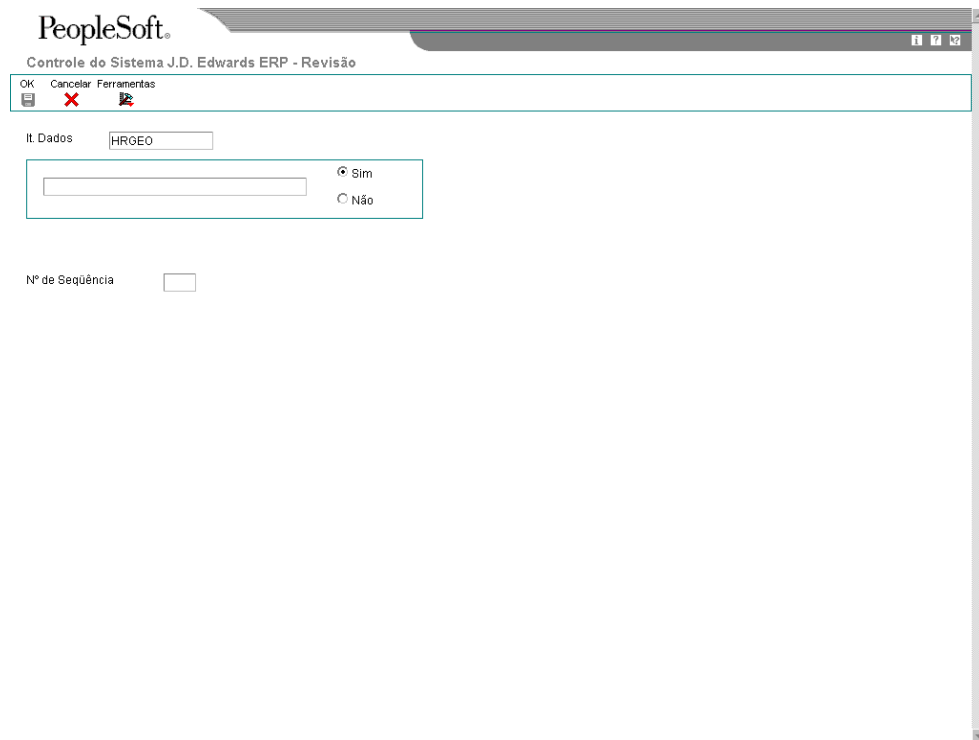 PeopleSoft®
Controle do Sistema J.D. Edwards ERP - Revisão
OK Cancelar Ferramentas
It. Dados HRGEO
Sim
Não
Nº de Seqüência